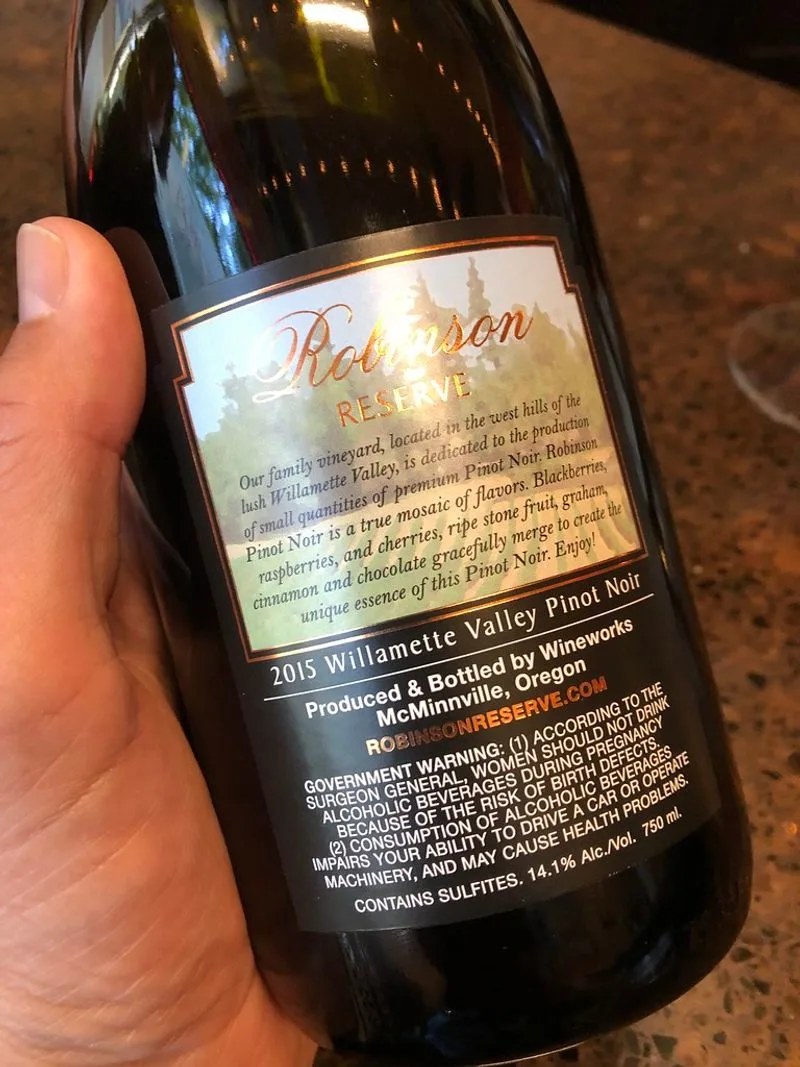 Robinson
RESERVE
Our family vineyard, located in the west hills of the
lush Willamette Valley, is dedicated to the production
of small quantities of premium Pinot Noir. Robinson
Pinot Noir is a true mosaic of flavors. Blackberries,
raspberries, and cherries, ripe stone fruit, graham,
cinnamon and chocolate gracefully merge to create the
unique essence of this Pinot Noir. Enjoy!
2015 Willamette Valley Pinot Noir
Produced & Bottled by Wineworks
McMinnville, Oregon
ROBINSONRESERVE.COM
GOVERNMENT WARNING: (1) ACCORDING TO THE
SURGEON GENERAL, WOMEN SHOULD NOT DRINK
ALCOHOLIC BEVERAGES DURING PREGNANCY
BECAUSE OF THE RISK OF BIRTH DEFECTS.
(2) CONSUMPTION OF ALCOHOLIC BEVERAGES
IMPAIRS YOUR ABILITY TO DRIVE A CAR OR OPERATE
MACHINERY, AND MAY CAUSE HEALTH PROBLEMS.
CONTAINS SULFITES. 14.1% Alc./Vol. 750 ml.